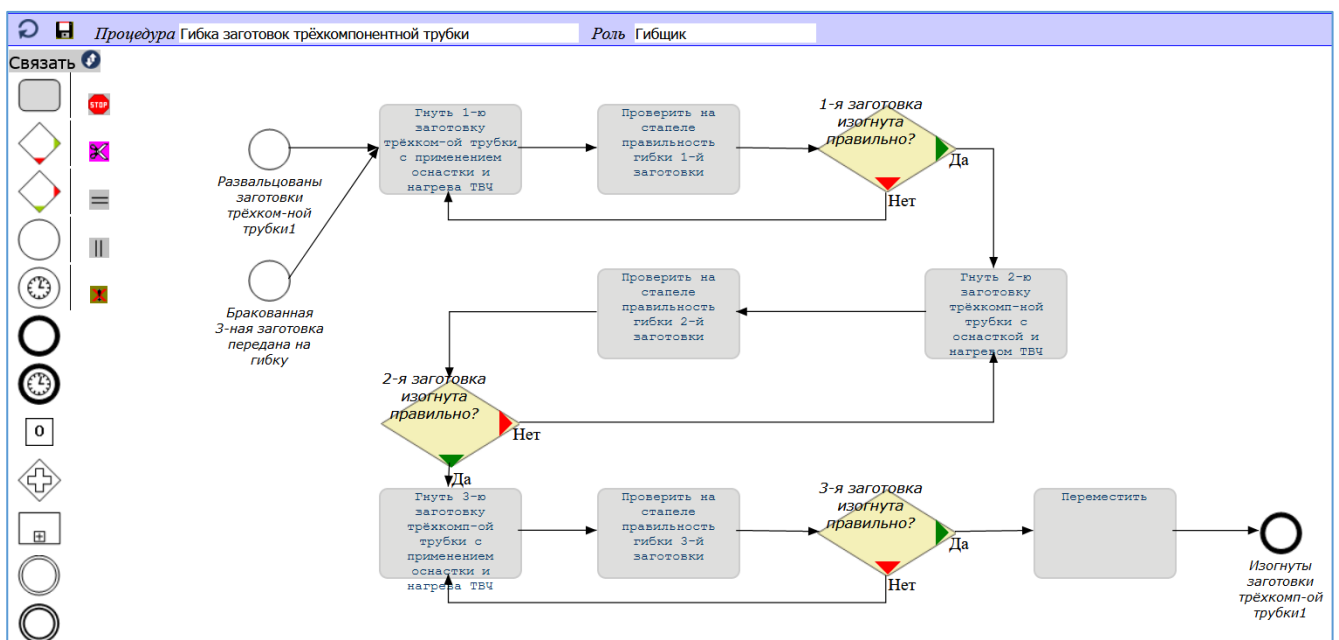 Процедура Гибка заготовок трёхкомпонентной трубки Роль Гибщик
Связать
STOP
0
Развальцованы
заготовки
трёхком-ной
трубки1
Бракованная
3-ная заготовка
передана на
гибку
Гнуть 1-ю
заготовку
трёхком-ой трубки
с применением
оснастки и
нагрева ТВЧ
Проверить на
стапеле
правильность
гибки 1-й
заготовки
1-я заготовка
изогнута
правильно?
Да
Нет
Гнуть 2-ю
заготовку
трёхкомп-ной
трубки с
оснасткой и
нагревом ТВЧ
Проверить на
стапеле
правильность
гибки 2-й
заготовки
2-я заготовка
изогнута
правильно?
Нет
Да
Гнуть 3-ю
заготовку
трёхкомп-ой
трубки с
применением
оснастки и
нагрева ТВЧ
Проверить на
стапеле
правильность
гибки 3-й
заготовки
3-я заготовка
изогнута
правильно?
Да
Нет
Переместить
Изогнуты
заготовки
трёхкомп-ой
трубки1